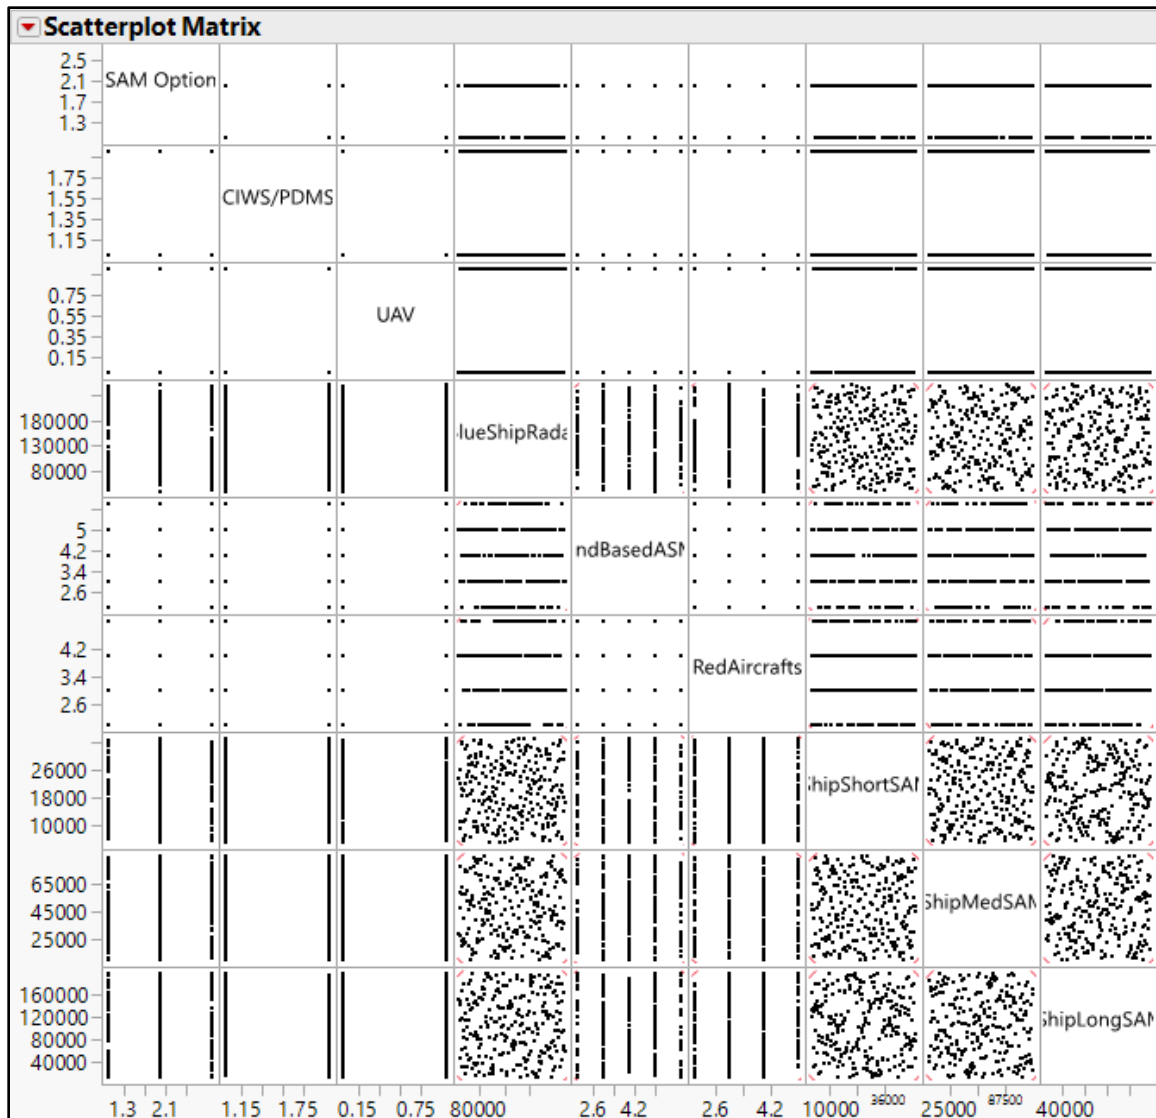 Scatterplot Matrix
2.5
2.1
1.7
1.3
SAM Option
1.75
1.55
1.35
1.15
CIWS/PDMS
0.75
0.55
0.35
0.15
UAV
180000
130000
80000
lueShipRada
5
4.2
3.4
2.6
ndBasedASM
4.2
3.4
2.6
RedAircrafts
26000
18000
10000
ShipShortSAM
65000
45000
25000
ShipMedSAM
160000
120000
80000
40000
ShipLongSAM
1.3 2.1 1.15 1.75 0.15 0.75 80000 2.6 4.2 2.6 4.2 10000 36000 25000 87500 40000